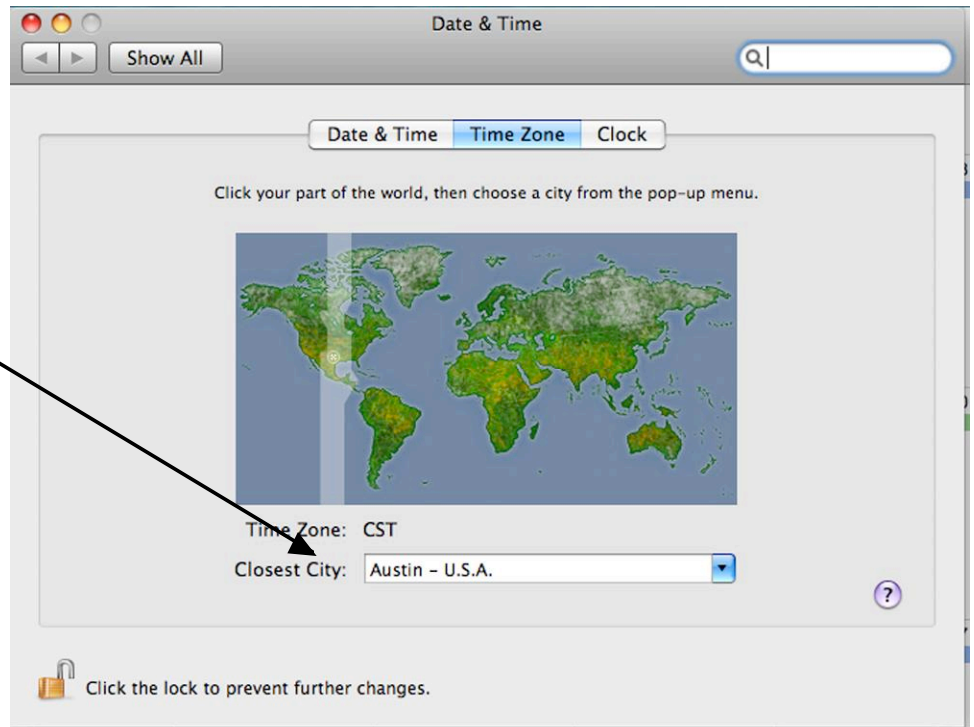 Date & Time
Show All
Date & Time Time Zone Clock
Click your part of the world, then choose a city from the pop-up menu.
Time Zone: CST
Closest City: Austin – U.S.A.
?
Click the lock to prevent further changes.